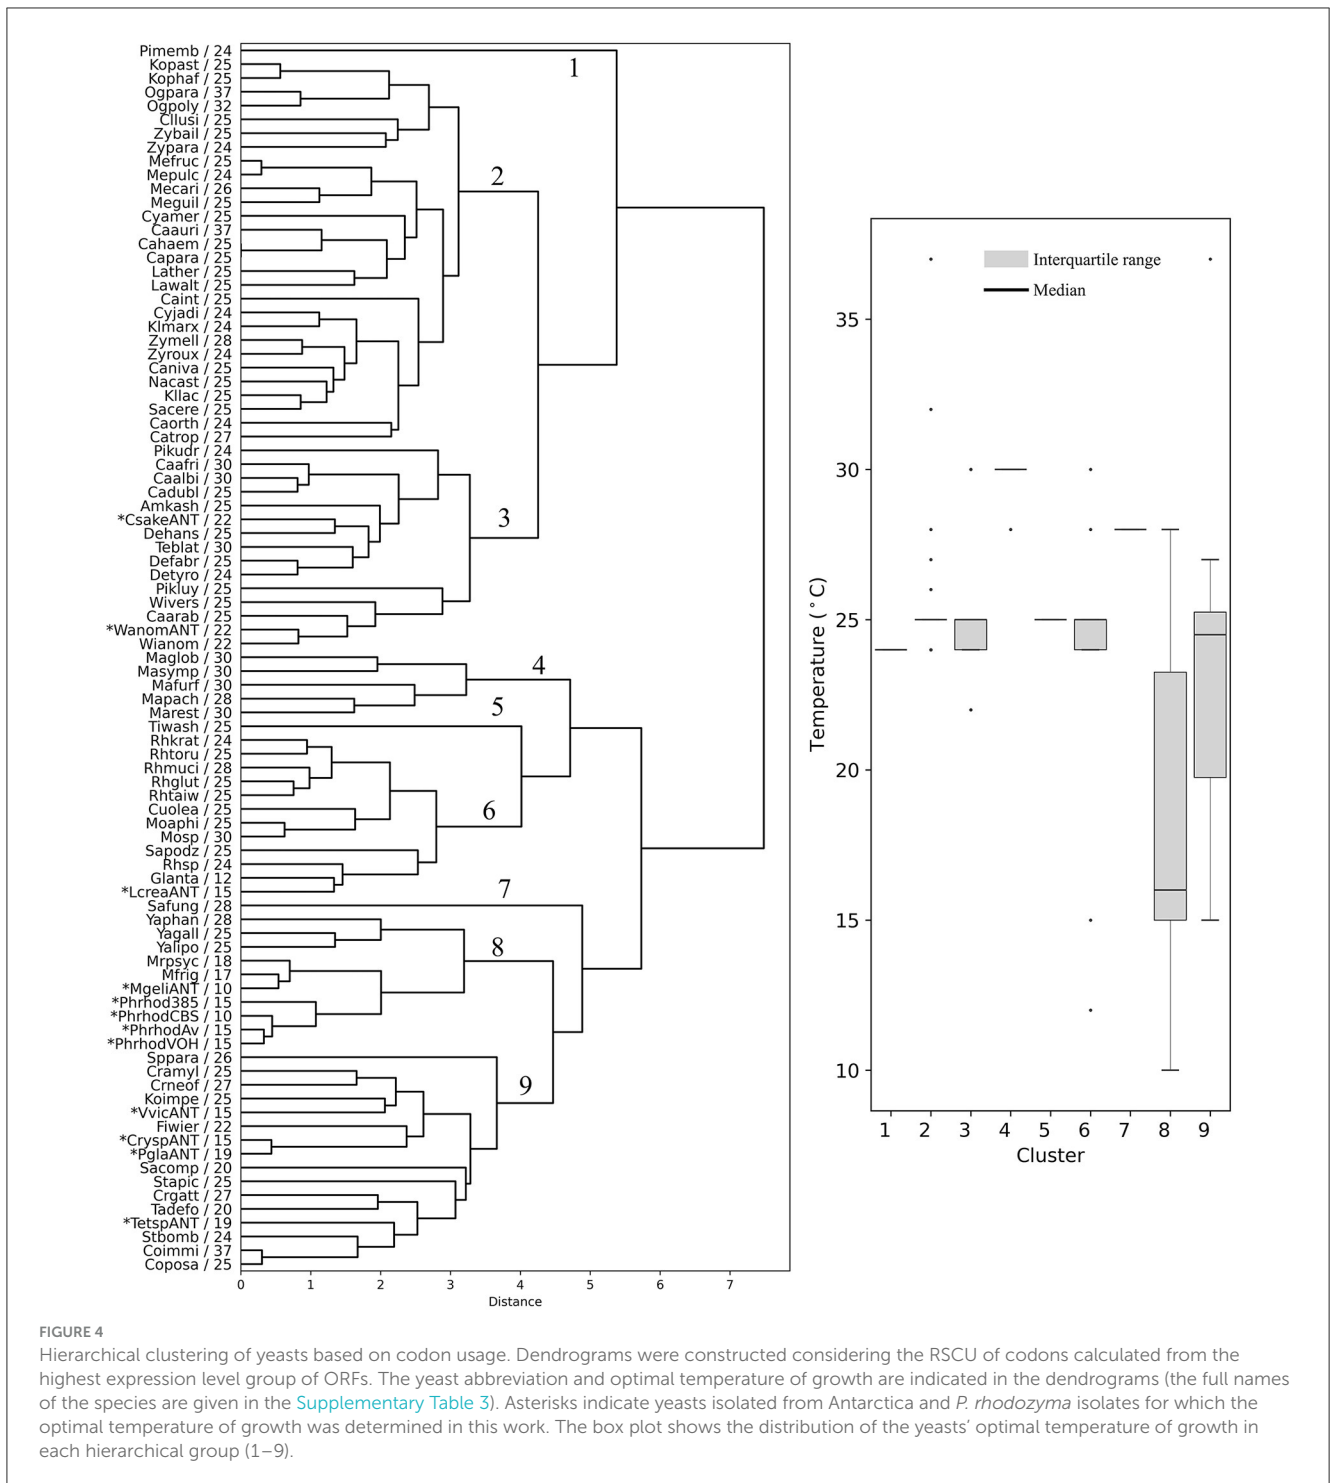 Pimemb / 24
Kopast / 25
Kophaf / 25
Ogpara / 37
Ogpoly / 32
Cllusi / 25
Zybail / 25
Zypara / 24
Mefruc / 25
Mepulc / 24
Mecari / 26
Meguil / 25
Cyamer / 25
Caauri / 37
Cahaem / 25
Capara / 25
Lather / 25
Lawalt / 25
Caint / 25
Cyjadi / 24
Klmarx / 24
Zymell / 28
Zyroux / 24
Caniva / 25
Nacast / 25
Kllac / 25
Sacere / 25
Caorth / 24
Catrop / 27
Pikudr / 24
Caafri / 30
Caalbi / 30
Cadubl / 25
Amkash / 25
*CsakeANT / 22
Dehans / 25
Teblat / 30
Defabr / 25
Detyro / 24
Pikluy / 25
Wivers / 25
Caarab / 25
*WanomANT / 22
Wianom / 22
Maglob / 30
Masymp / 30
Mafurf / 30
Mapach / 28
Marest / 30
Tiwash / 25
Rhkrat / 24
Rhtoru / 25
Rhmuci / 28
Rhglut / 25
Rhtaiw / 25
Cuolea / 25
Moaphi / 25
Mosp / 30
Sapodz / 25
Rhsp / 24
Glanta / 12
*LcreaANT / 15
Safung / 28
Yaphan / 28
Yagall / 25
Yalipo / 25
Mrpsyc / 18
Mfrig / 17
*MgeliANT / 10
*Phrhod385 / 15
*PhrhodCBS / 10
*PhrhodAv / 15
*PhrhodVOH / 15
Sppara / 26
Cramyl / 25
Crneof / 27
Koimpe / 25
*VvicANT / 15
Fiwier / 22
*CryspANT / 15
*PglaANT / 19
Sacomp / 20
Stapic / 25
Crgatt / 27
Tadefo / 20
*TetspANT / 19
Stbomb / 24
Coimmi / 37
Coposa / 25
1
2
3
4
5
6
7
8
9
0 1 2 3 4 5 6 7
Distance
Interquartile range
Median
35
30
25
20
15
10
Temperature (°C)
1 2 3 4 5 6 7 8 9
Cluster
FIGURE 4
Hierarchical clustering of yeasts based on codon usage. Dendrograms were constructed considering the RSCU of codons calculated from the
highest expression level group of ORFs. The yeast abbreviation and optimal temperature of growth are indicated in the dendrograms (the full names
of the species are given in the Supplementary Table 3). Asterisks indicate yeasts isolated from Antarctica and P. rhodozyma isolates for which the
optimal temperature of growth was determined in this work. The box plot shows the distribution of the yeasts' optimal temperature of growth in
each hierarchical group (1–9).